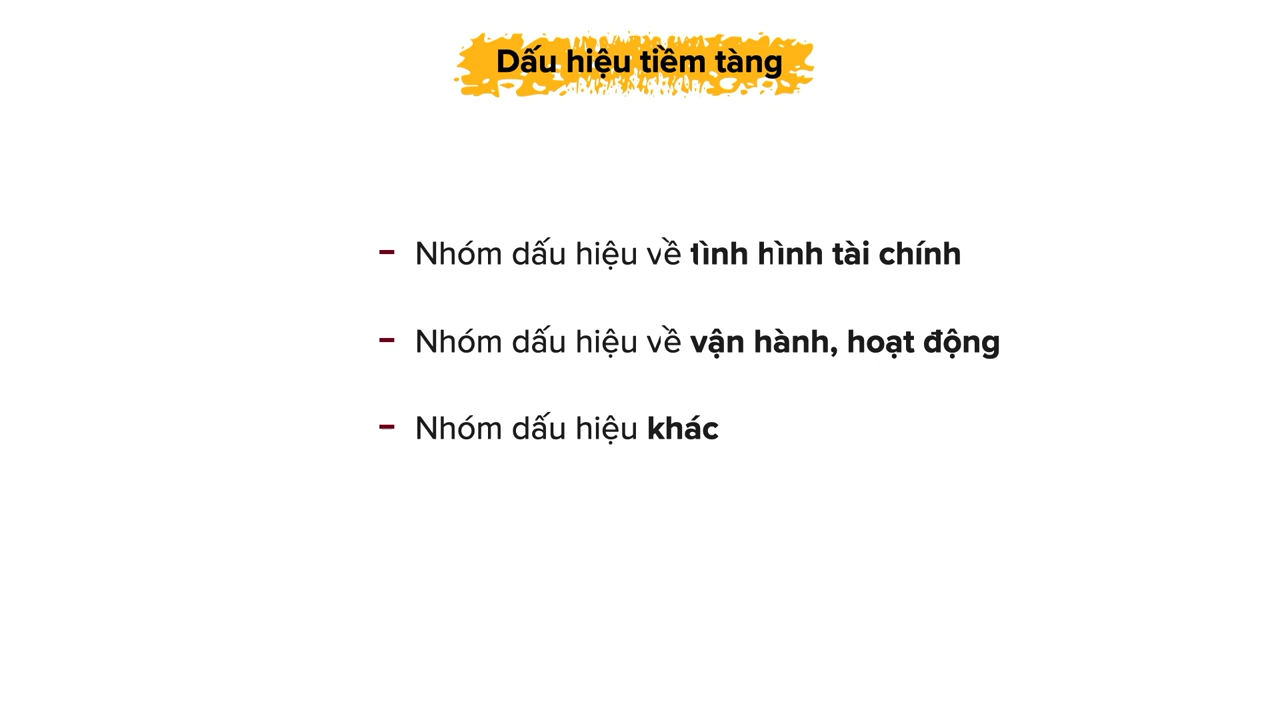 Dấu hiệu tiềm tàng
- Nhóm dấu hiệu về tình hình tài chính
- Nhóm dấu hiệu về vận hành, hoạt động
- Nhóm dấu hiệu khác